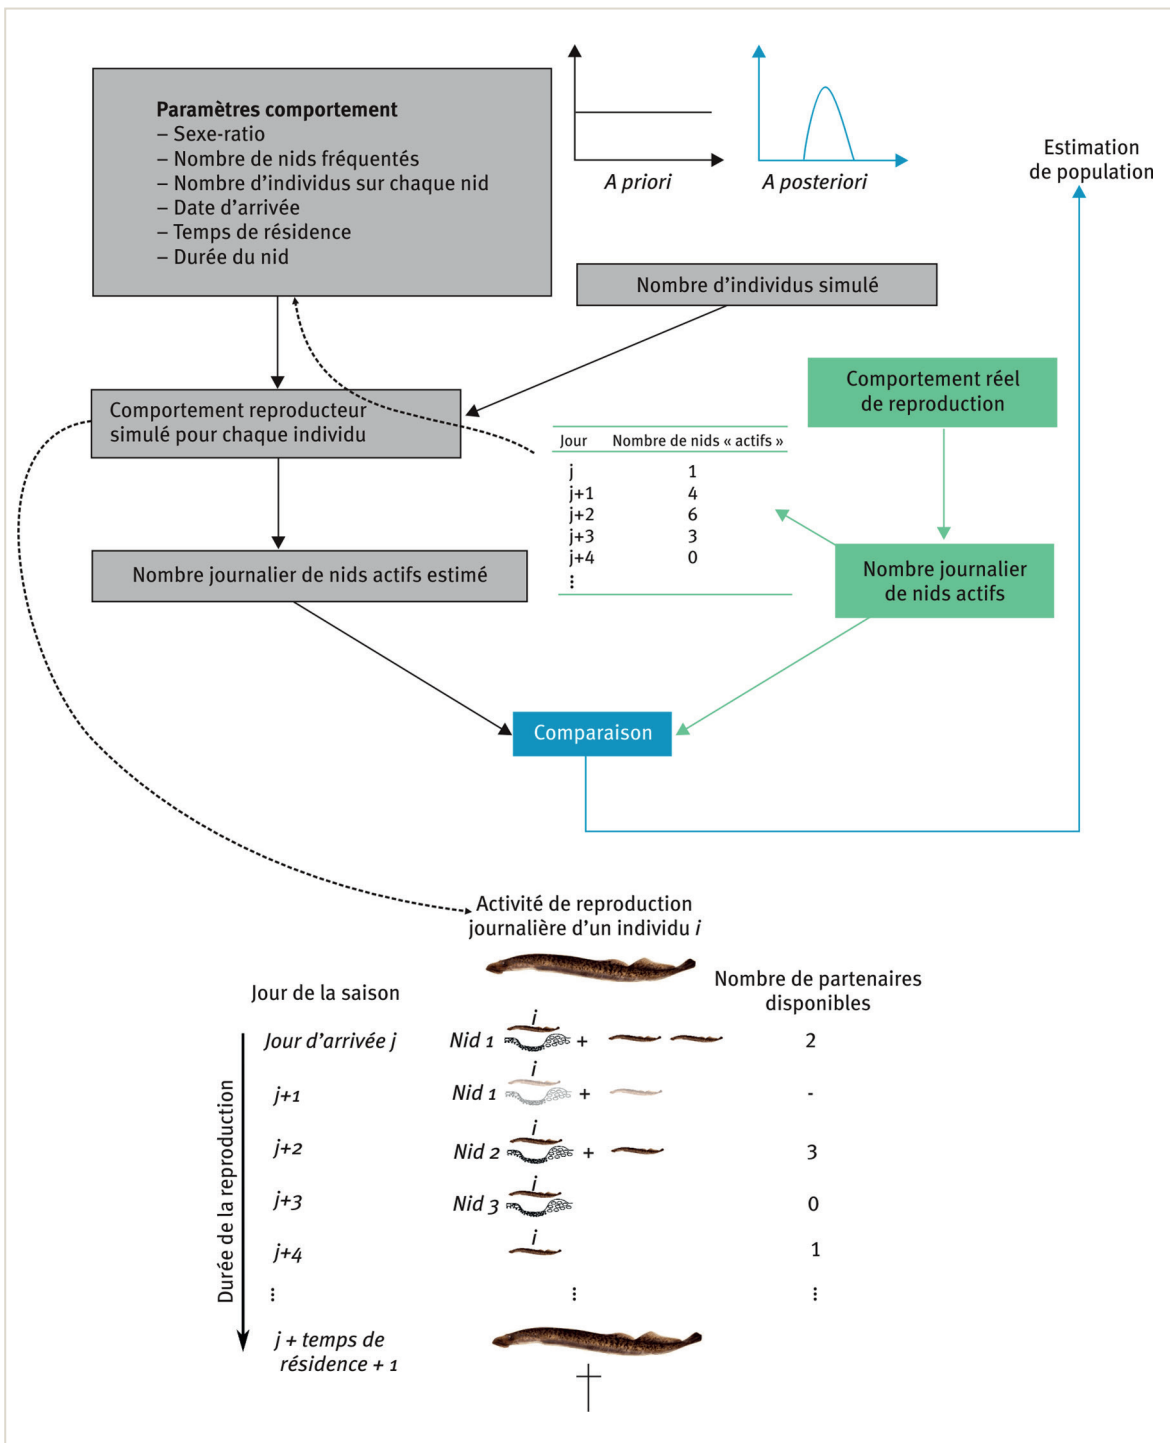 Paramètres comportement
– Sexe-ratio
– Nombre de nids fréquentés
– Nombre d'individus sur chaque nid
– Date d'arrivée
– Temps de résidence
– Durée du nid
A priori
A posteriori
Estimation
de population
Nombre d'individus simulé
Comportement reproducteur
simulé pour chaque individu
Comportement réel
de reproduction
Jour Nombre de nids « actifs »
j 1
j+1 4
j+2 6
j+3 3
j+4 0
⋮
Nombre journalier de nids actifs estimé
Nombre journalier
de nids actifs
Comparaison
Activité de reproduction
journalière d'un individu i
Jour de la saison
Nombre de partenaires
disponibles
Durée de la reproduction
i
Jour d'arrivée j Nid 1 + 2
i
j+1 Nid 1 + -
i
j+2 Nid 2 + 3
i
j+3 Nid 3 0
i
j+4 1
⋮ ⋮ ⋮
j + temps de
résidence + 1